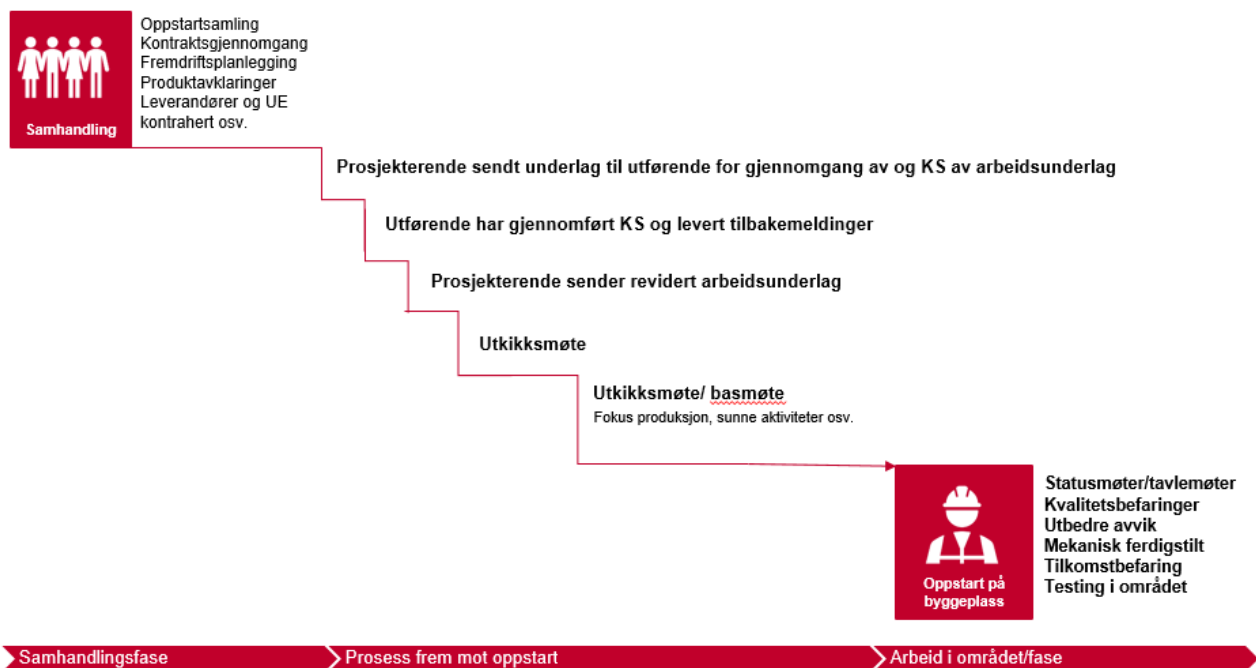 Oppstartsamling
Kontraktsgjennomgang
Fremdriftsplanlegging
Produktavklaringer
Leverandører og UE
kontrahert osv.
Samhandling
Prosjekterende sendt underlag til utførende for gjennomgang av og KS av arbeidsunderlag
Utførende har gjennomført KS og levert tilbakemeldinger
Prosjekterende sender revidert arbeidsunderlag
Utkikksmøte
Utkikksmøte/ basmøte
Fokus produksjon, sunne aktiviteter osv.
Oppstart på
byggeplass
Statusmøter/tavlemøter
Kvalitetsbefaringer
Utbedre avvik
Mekanisk ferdigstilt
Tilkomstbefaring
Testing i området
Samhandlingsfase
Prosess frem mot oppstart
Arbeid i området/fase